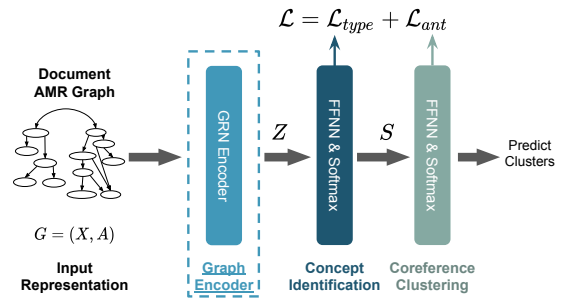 ℒ = ℒ_type + ℒ_ant
Document
AMR Graph
GRN Encoder
Z
FFNN & Softmax
S
FFNN & Softmax
Predict
Clusters
G = (X, A)
Input
Representation
Graph
Encoder
Concept
Identification
Coreference
Clustering